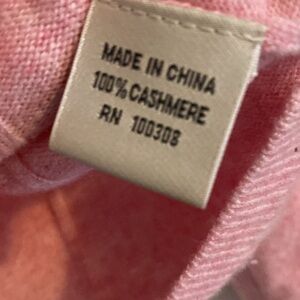 MADE IN CHINA
100% CASHMERE
RN 100308